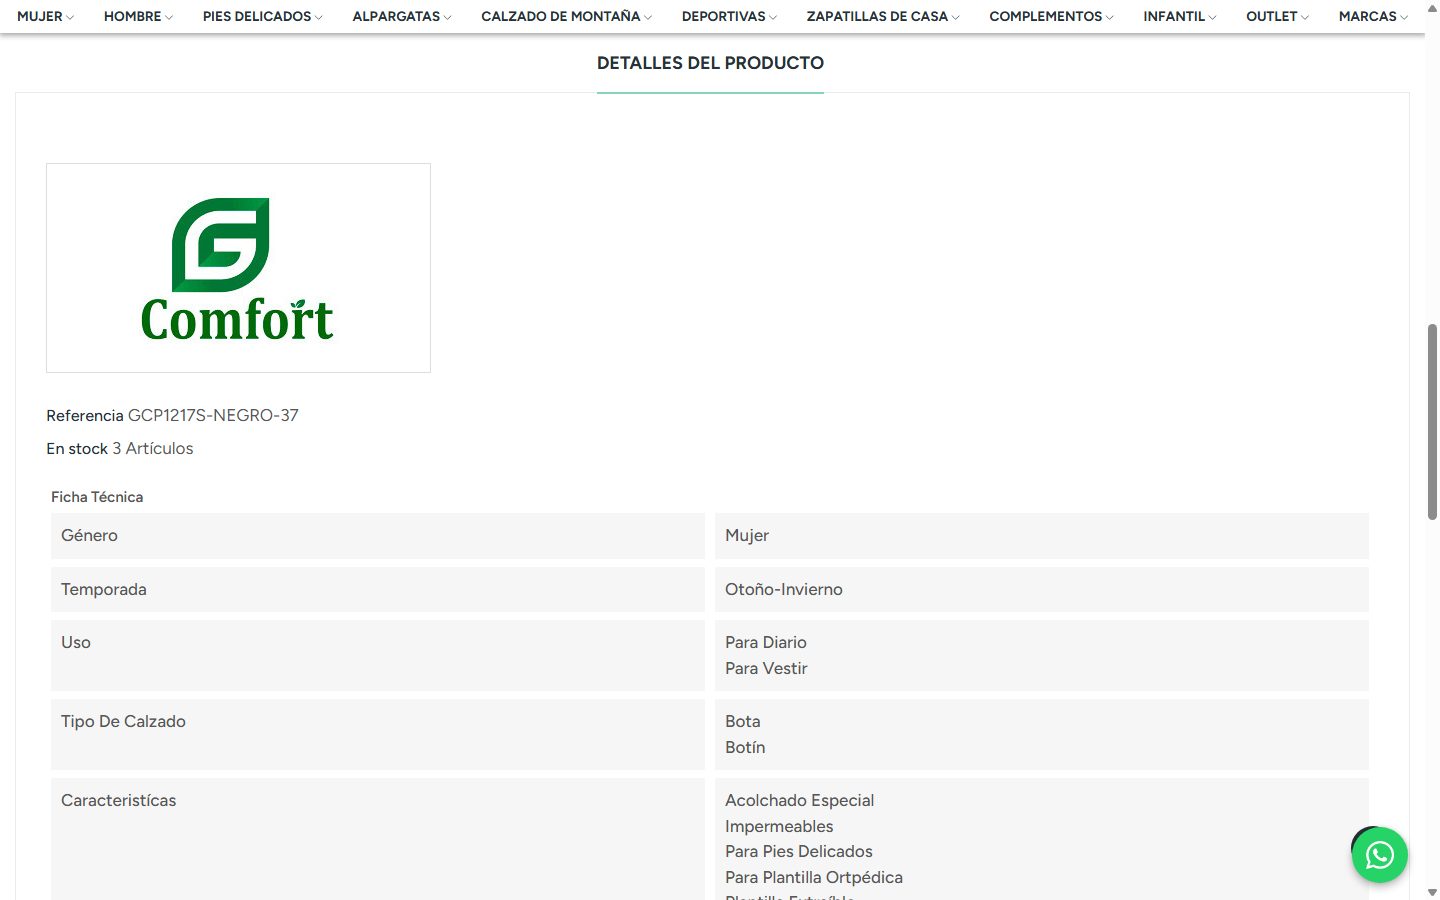 MUJER HOMBRE PIES DELICADOS ALPARGATAS CALZADO DE MONTAÑA DEPORTIVAS ZAPATILLAS DE CASA COMPLEMENTOS INFANTIL OUTLET MARCAS
DETALLES DEL PRODUCTO
G
Comfort
Referencia GCP1217S-NEGRO-37
En stock 3 Artículos
Ficha Técnica
Género
Mujer
Temporada
Otoño-Invierno
Uso
Para Diario
Para Vestir
Tipo De Calzado
Bota
Botín
Caracteristícas
Acolchado Especial
Impermeables
Para Pies Delicados
Para Plantilla Ortpédica